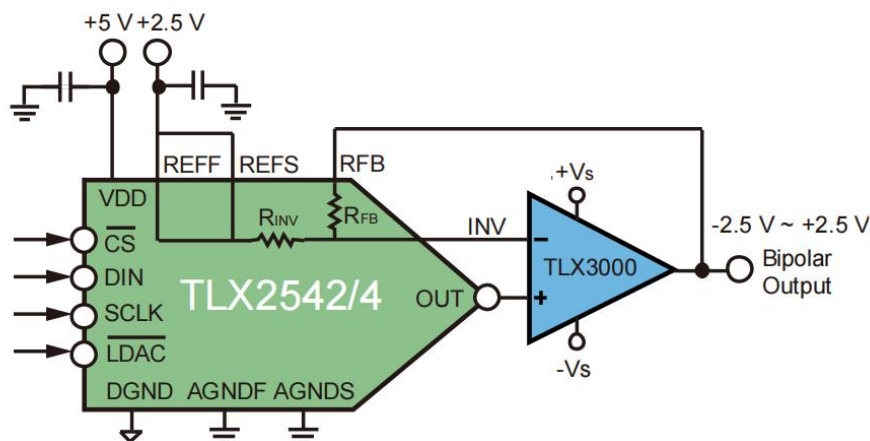 +5 V +2.5 V
REFF REFS RFB
VDD
RINV
RFB
INV
+Vs
-2.5 V ~ +2.5 V
CS
DIN
SCLK
LDAC
TLX2542/4
OUT
TLX3000
Bipolar
Output
-Vs
DGND AGNDF AGNDS